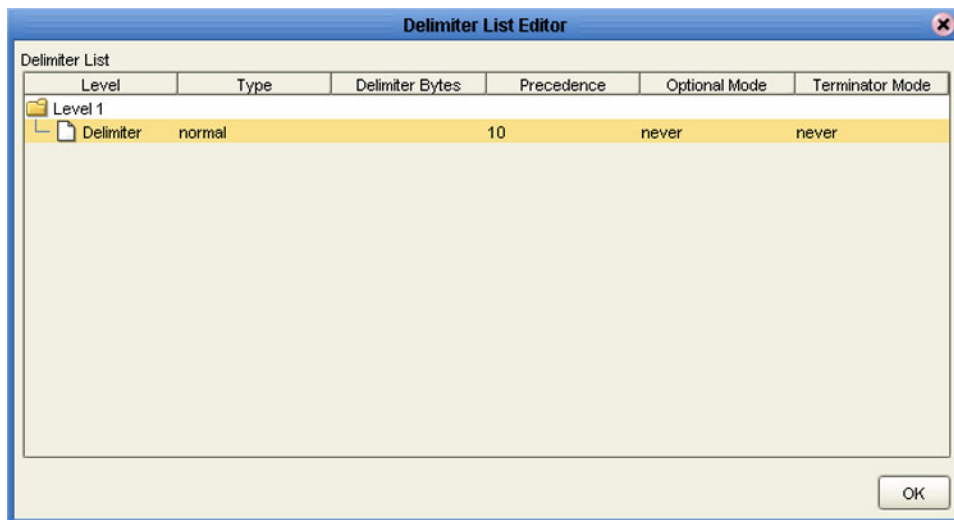 Delimiter List Editor
Delimiter List
Level Type Delimiter Bytes Precedence Optional Mode Terminator Mode
Level 1
Delimiter normal 10 never never
OK